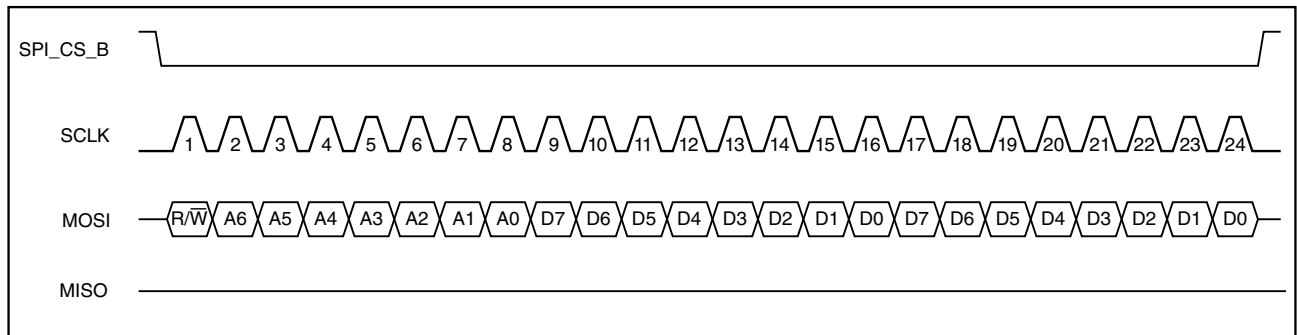 SPI_CS_B
SCLK 1 2 3 4 5 6 7 8 9 10 11 12 13 14 15 16 17 18 19 20 21 22 23 24
MOSI R/W̅ A6 A5 A4 A3 A2 A1 A0 D7 D6 D5 D4 D3 D2 D1 D0 D7 D6 D5 D4 D3 D2 D1 D0
MISO